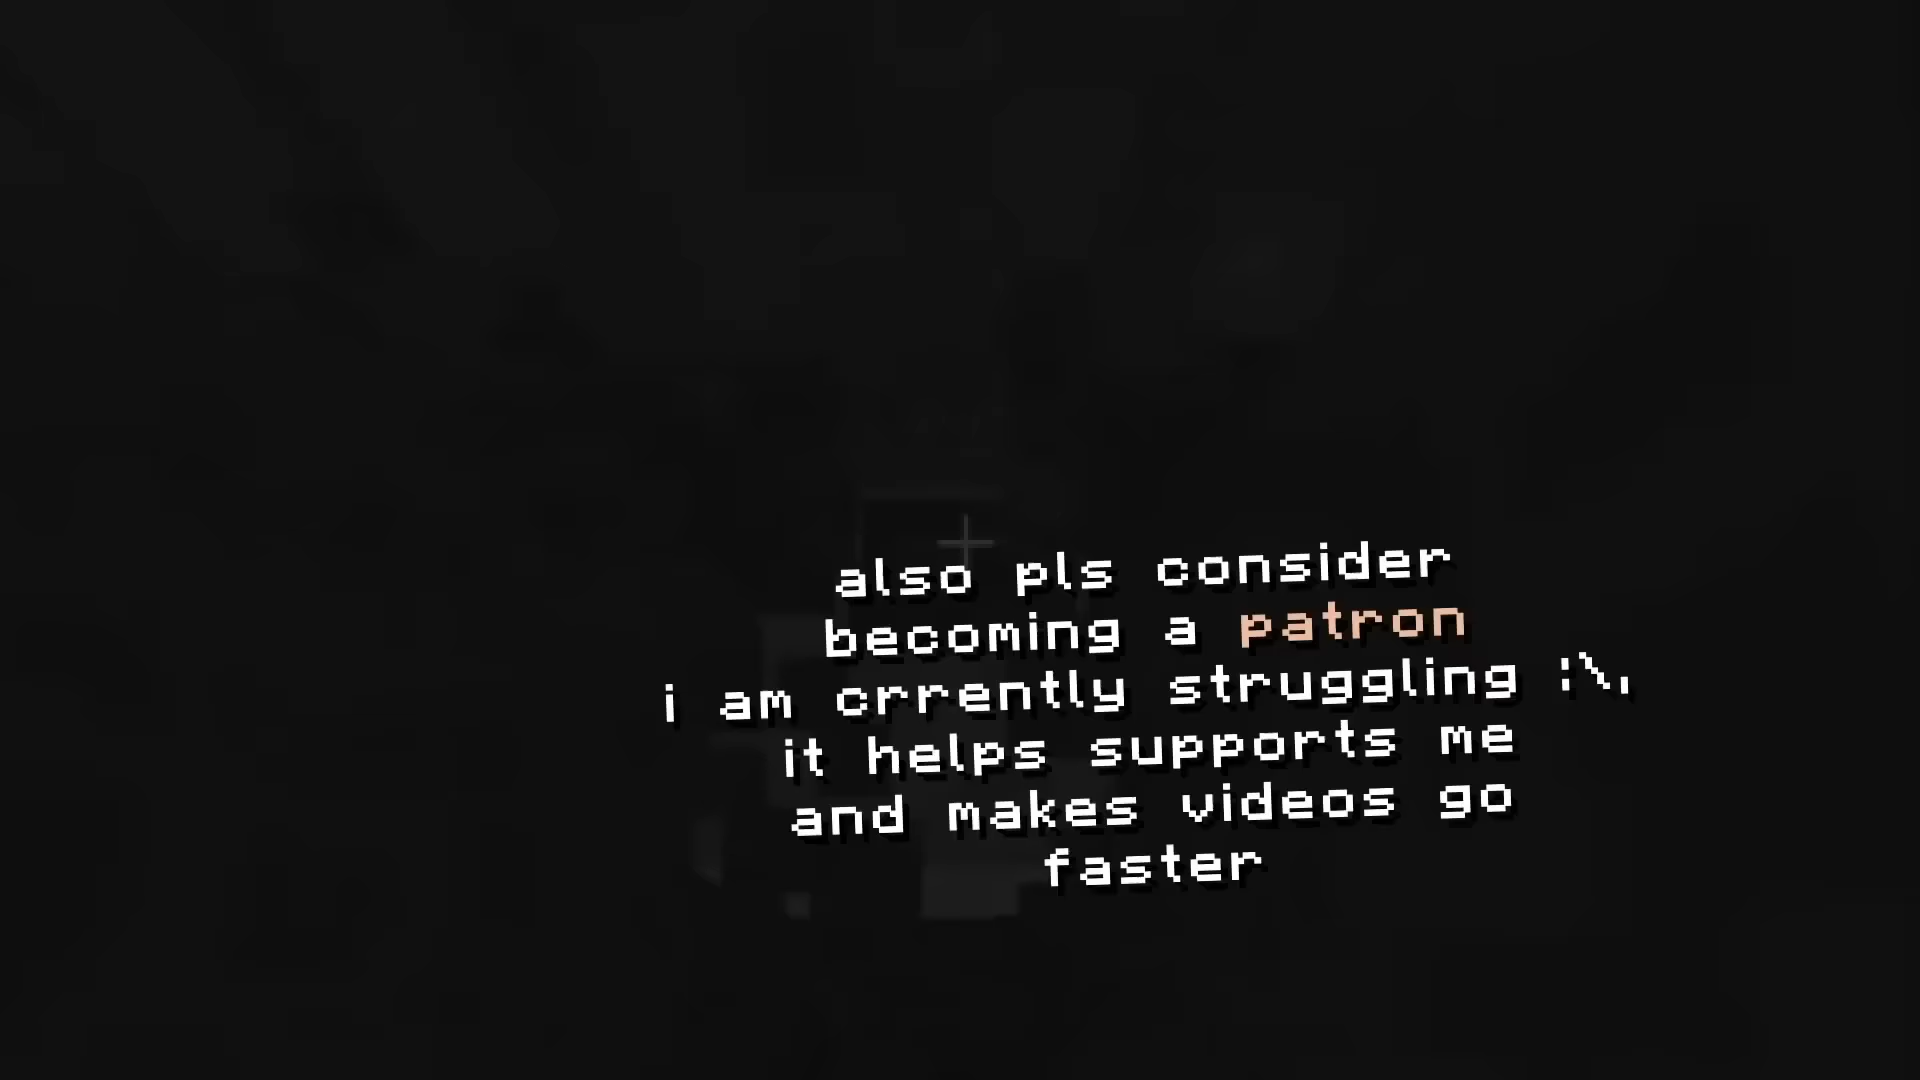 also pls consider
becoming a patron
i am crrently struggling :\,
it helps supports me
and makes videos go
faster